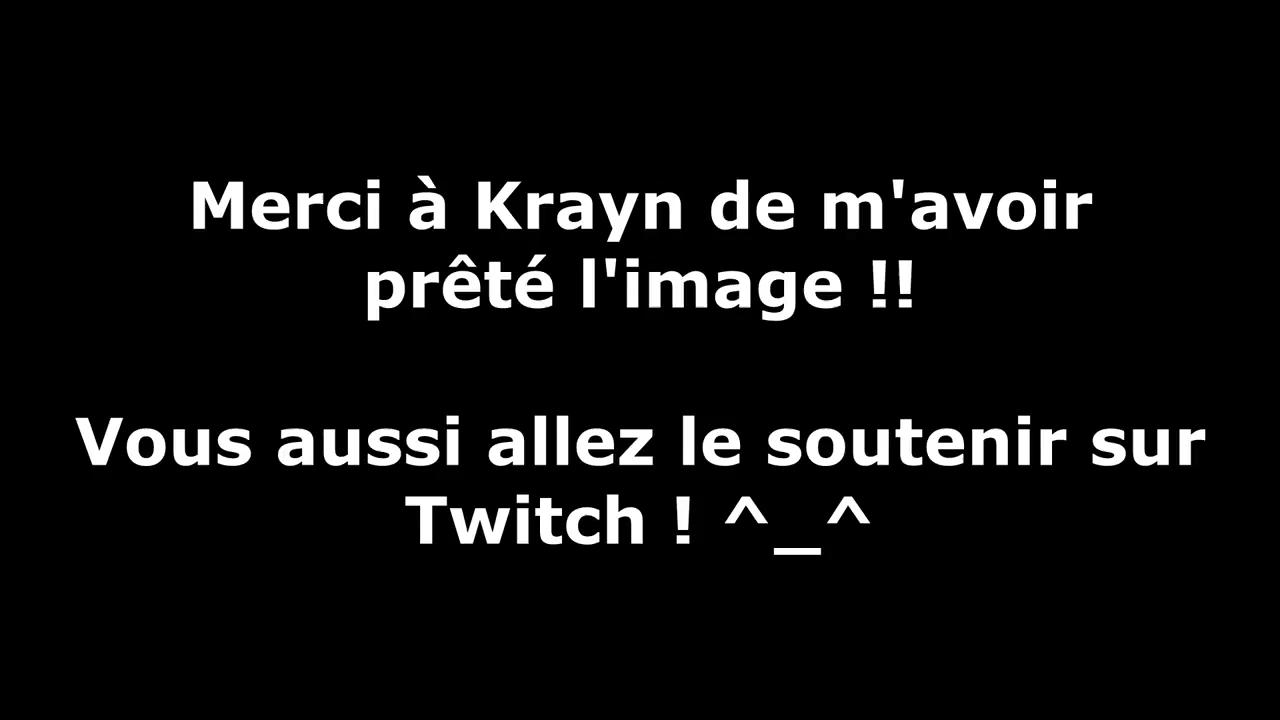 Merci à Krayn de m'avoir
prêté l'image !!
Vous aussi allez le soutenir sur
Twitch ! ^_^